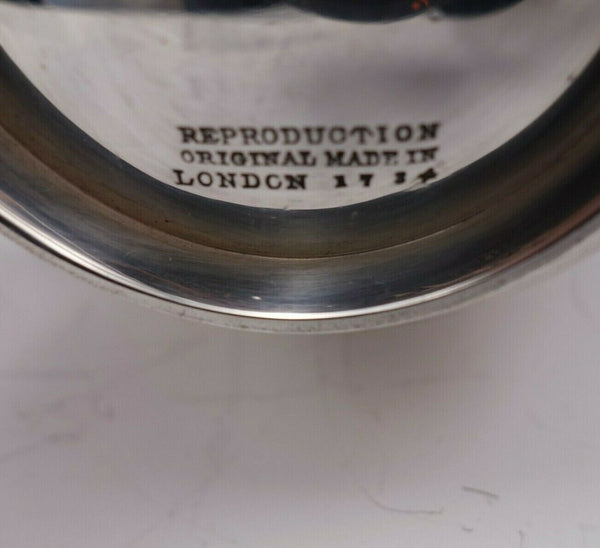 REPRODUCTION
ORIGINAL MADE IN
LONDON 1734